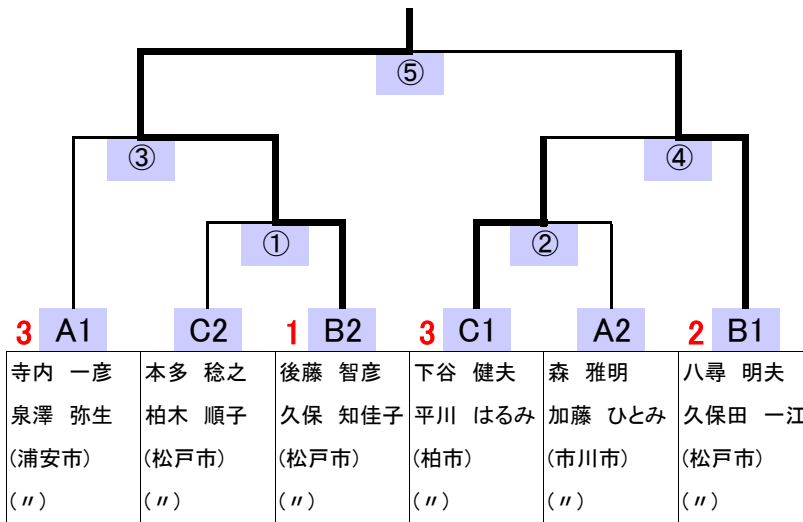 ⑤
③ ④
① ②
3 A1 C2 1 B2 3 C1 A2 2 B1
寺内 一彦 本多 稔之 後藤 智彦 下谷 健夫 森 雅明 八尋 明夫
泉澤 弥生 柏木 順子 久保 知佳子 平川 はるみ 加藤 ひとみ 久保田 一江
(浦安市) (松戸市) (松戸市) (柏市) (市川市) (松戸市)
(〃) (〃) (〃) (〃) (〃) (〃)